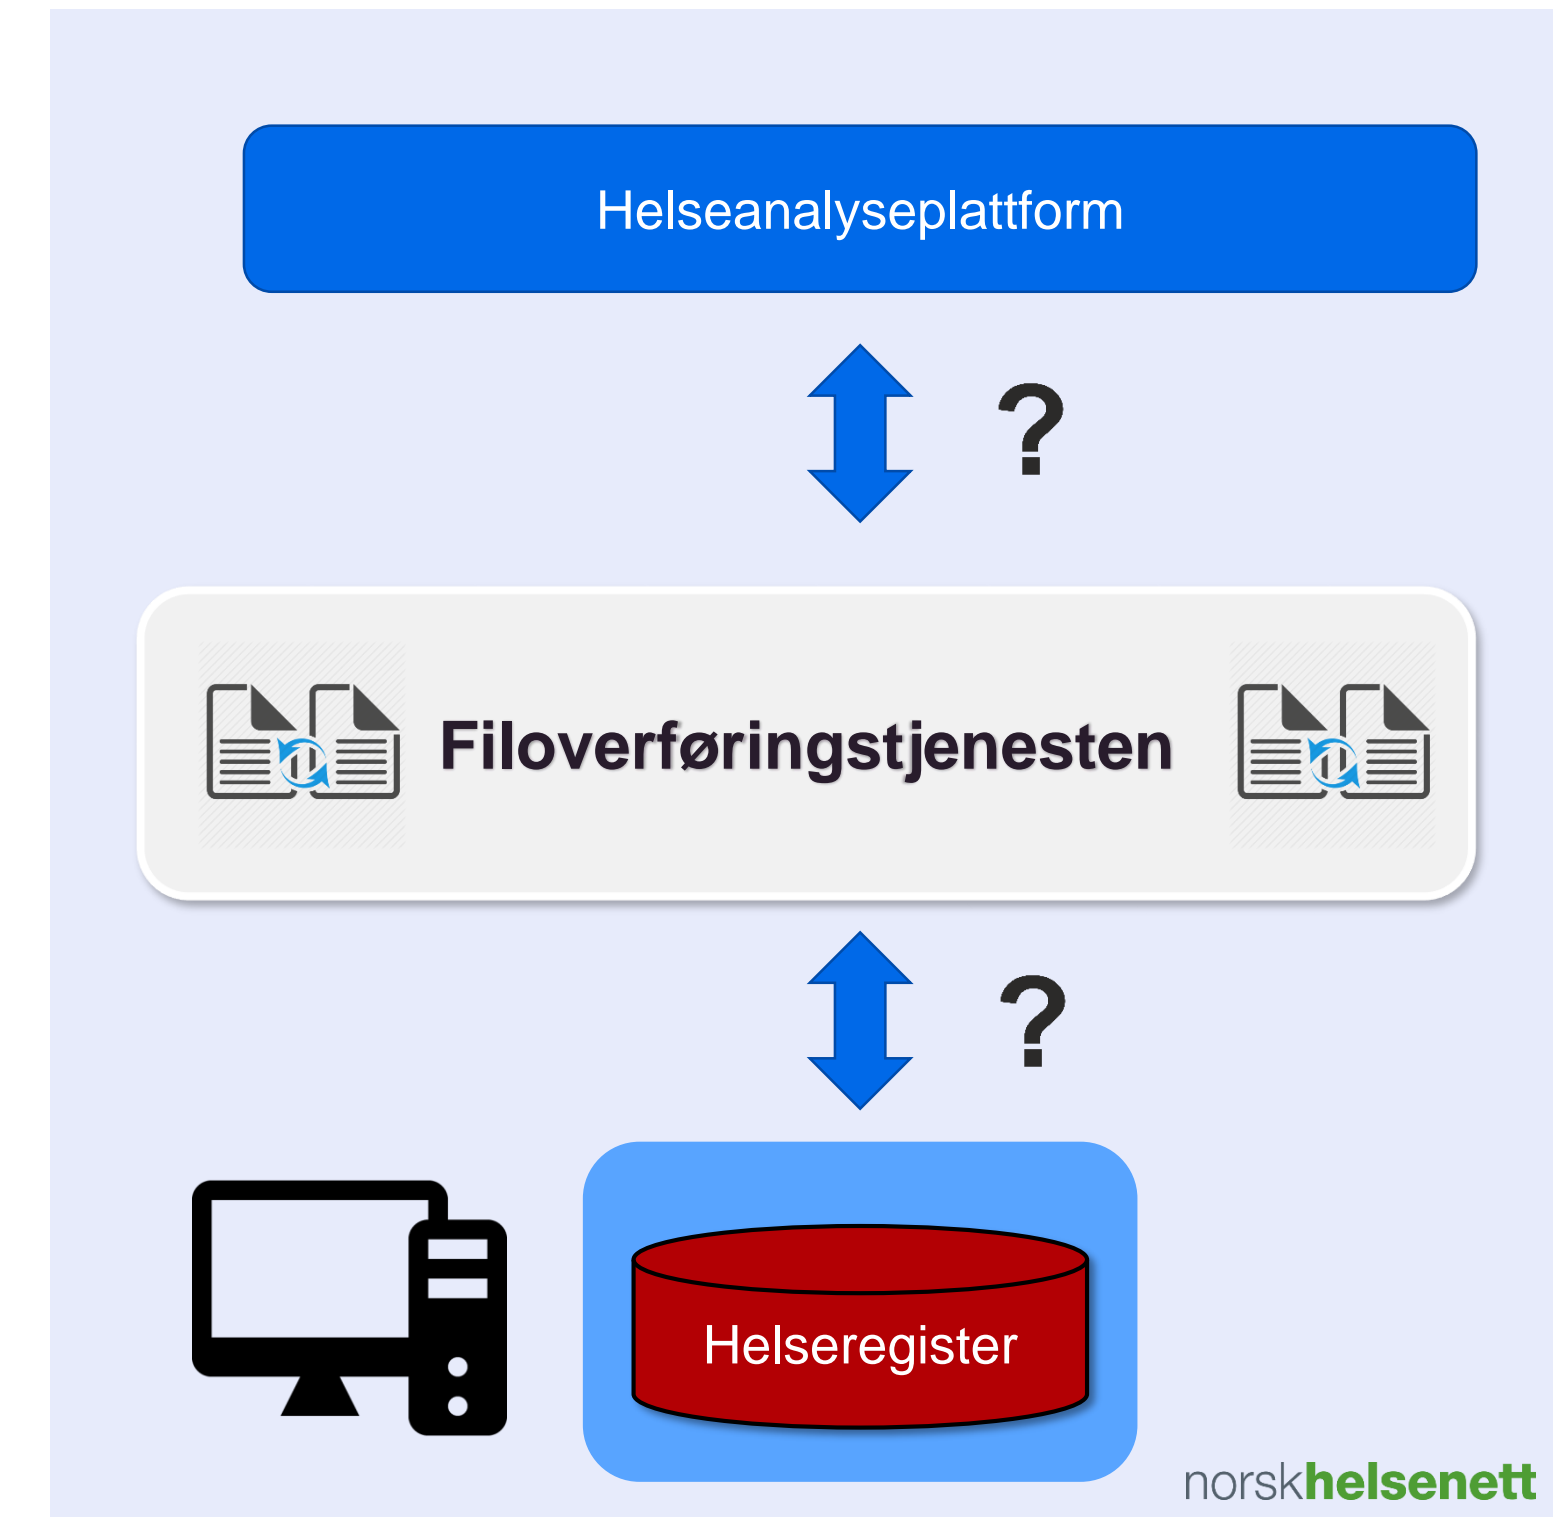 Helseanalyseplattform
?
Filoverføringstjenesten
?
Helseregister
norskhelsenett